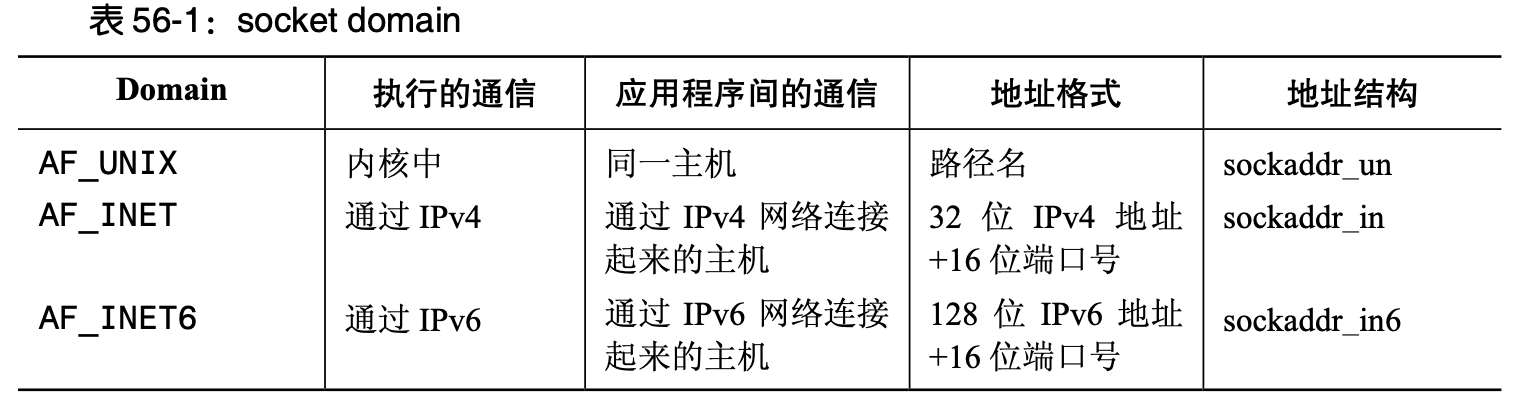 表 56-1：socket domain
Domain 执行的通信 应用程序间的通信 地址格式 地址结构
AF_UNIX 内核中 同一主机 路径名 sockaddr_un
AF_INET 通过 IPv4 通过 IPv4 网络连接 32 位 IPv4 地址 sockaddr_in
起来的主机 +16 位端口号
AF_INET6 通过 IPv6 通过 IPv6 网络连接 128 位 IPv6 地址 sockaddr_in6
起来的主机 +16 位端口号